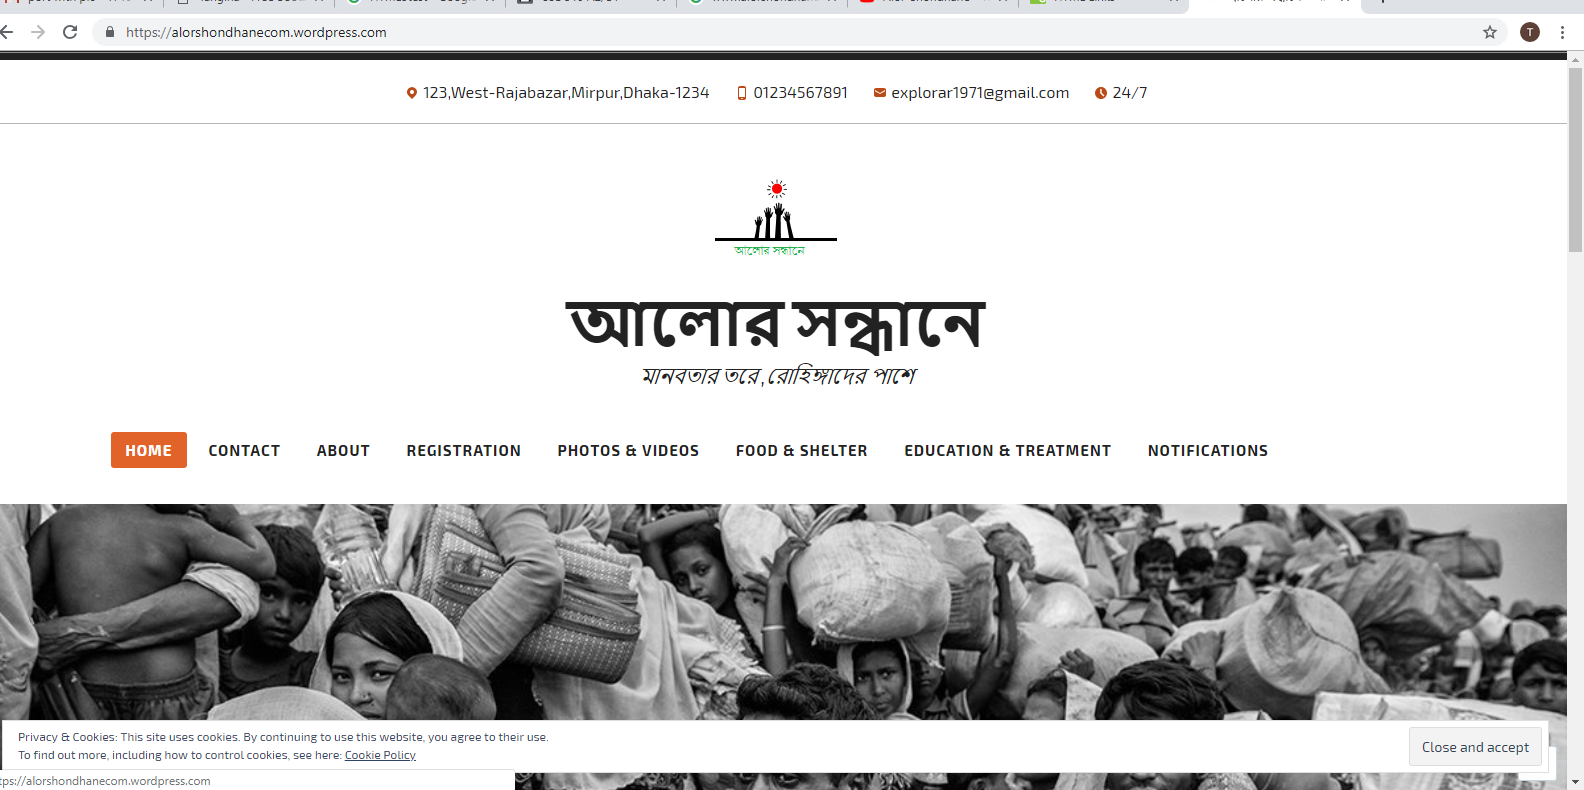 https://alorshondhanecom.wordpress.com
T
123,West-Rajabazar,Mirpur,Dhaka-1234 01234567891 explorar1971@gmail.com 24/7
আলোর সন্ধানে
আলোর সন্ধানে
মানবতার তরে,রোহিঙ্গাদের পাশে
HOME CONTACT ABOUT REGISTRATION PHOTOS & VIDEOS FOOD & SHELTER EDUCATION & TREATMENT NOTIFICATIONS
Privacy & Cookies: This site uses cookies. By continuing to use this website, you agree to their use.
To find out more, including how to control cookies, see here: Cookie Policy
Close and accept
tps://alorshondhanecom.wordpress.com